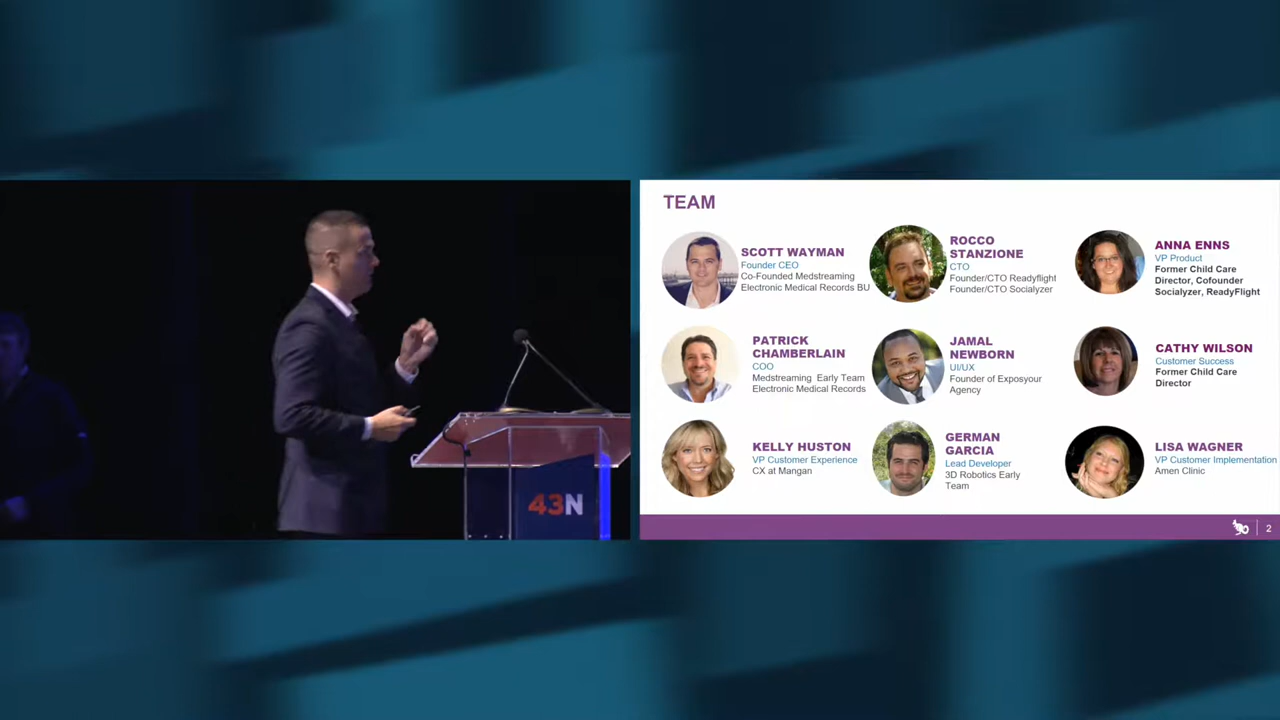 TEAM
SCOTT WAYMAN
Founder CEO
Co-Founded Medstreaming
Electronic Medical Records BU
ROCCO
STANZIONE
CTO
Founder/CTO Readyflight
Founder/CTO Socialyzer
ANNA ENNS
VP Product
Former Child Care
Director, Cofounder
Socialyzer, ReadyFlight
PATRICK
CHAMBERLAIN
COO
Medstreaming Early Team
Electronic Medical Records
JAMAL
NEWBORN
UI/UX
Founder of Exposyour
Agency
CATHY WILSON
Customer Success
Former Child Care
Director
KELLY HUSTON
VP Customer Experience
CX at Mangan
GERMAN
GARCIA
Lead Developer
3D Robotics Early
Team
LISA WAGNER
VP Customer Implementation
Amen Clinic
43N
2